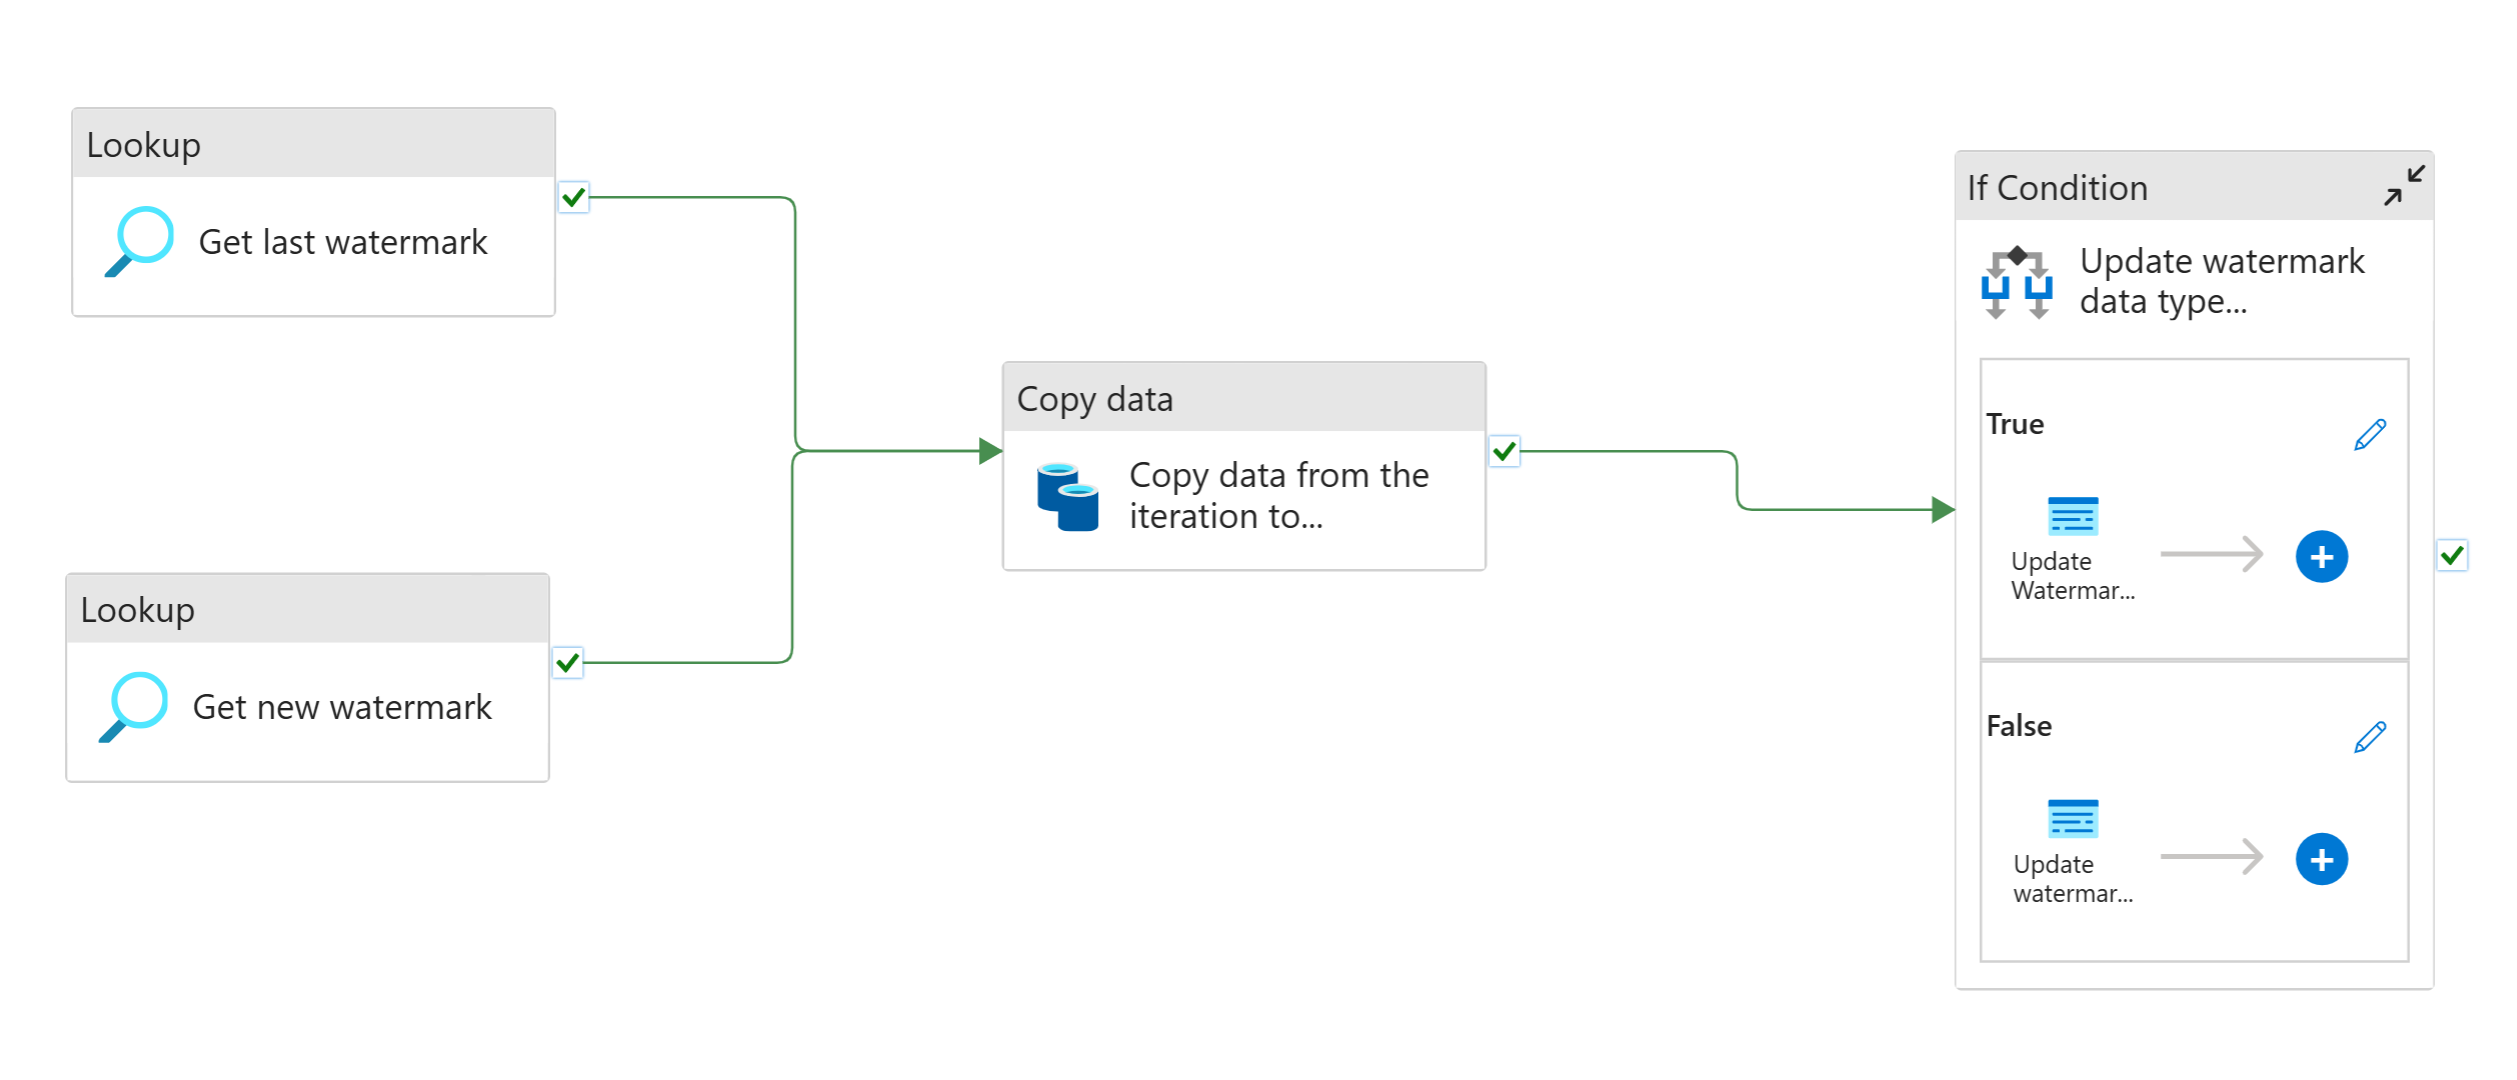 Lookup
Get last watermark
Lookup
Get new watermark
Copy data
Copy data from the
iteration to...
If Condition
Update watermark
data type...
True
Update
Watermar...
False
Update
watermar...